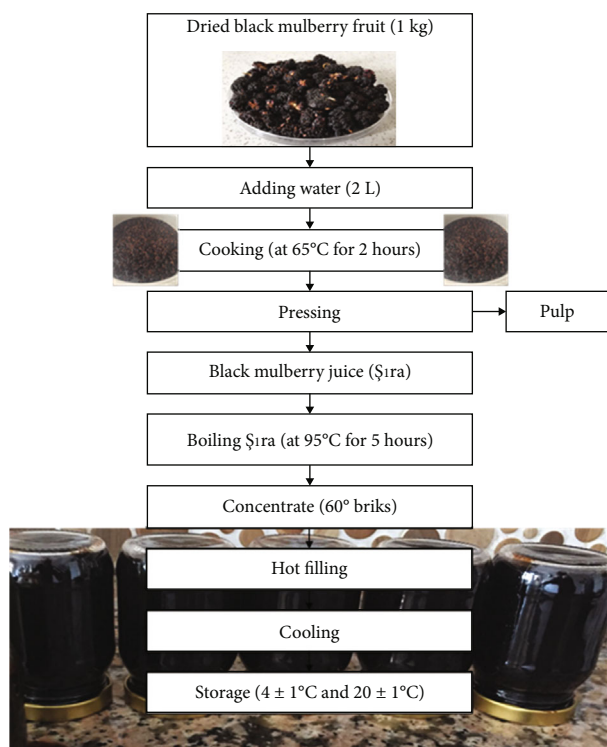 Dried black mulberry fruit (1 kg)
Adding water (2 L)
Cooking (at 65°C for 2 hours)
Pressing
Pulp
Black mulberry juice (Şıra)
Boiling Şıra (at 95°C for 5 hours)
Concentrate (60° briks)
Hot filling
Cooling
Storage (4 ± 1°C and 20 ± 1°C)